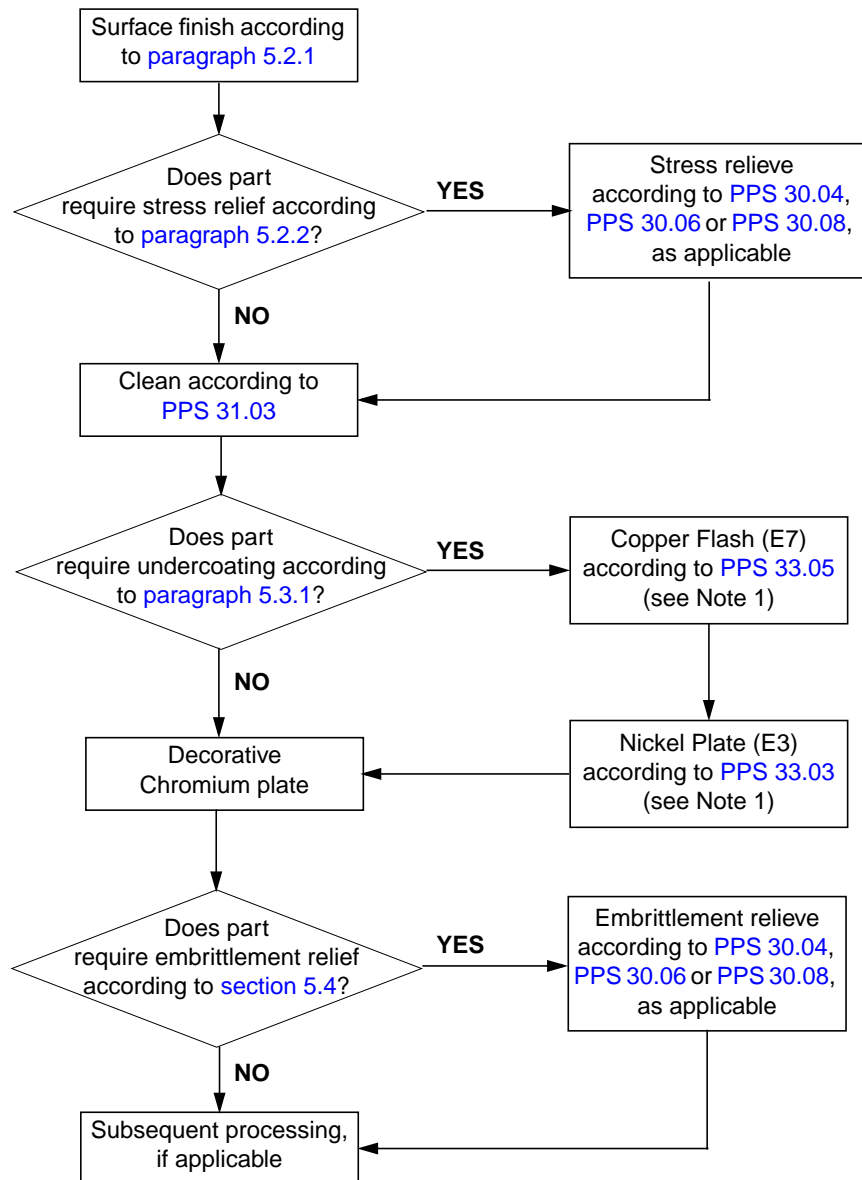 Surface finish according
to paragraph 5.2.1
Does part
require stress relief according
to paragraph 5.2.2?
YES
Stress relieve
according to PPS 30.04,
PPS 30.06 or PPS 30.08,
as applicable
NO
Clean according to
PPS 31.03
Does part
require undercoating according
to paragraph 5.3.1?
YES
Copper Flash (E7)
according to PPS 33.05
(see Note 1)
NO
Decorative
Chromium plate
Nickel Plate (E3)
according to PPS 33.03
(see Note 1)
Does part
require embrittlement relief
according to section 5.4?
YES
Embrittlement relieve
according to PPS 30.04,
PPS 30.06 or PPS 30.08,
as applicable
NO
Subsequent processing,
if applicable